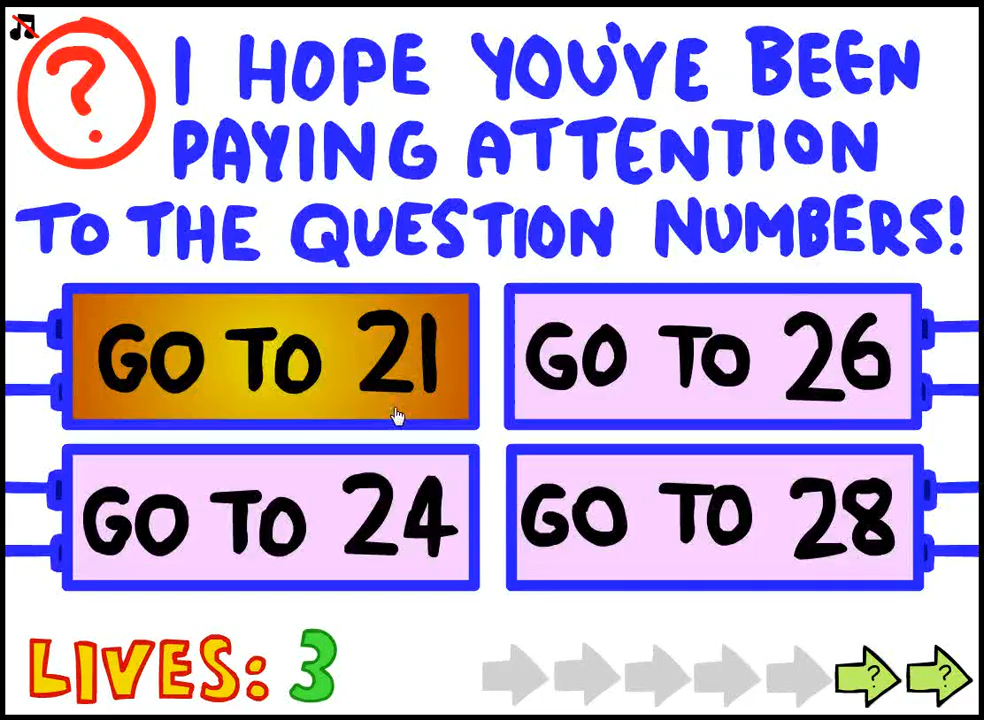 ?
I HOPE YOU'VE BEEN
PAYING ATTENTION
TO THE QUESTION NUMBERS!
GO TO 21
GO TO 26
GO TO 24
GO TO 28
LIVES: 3
? ?